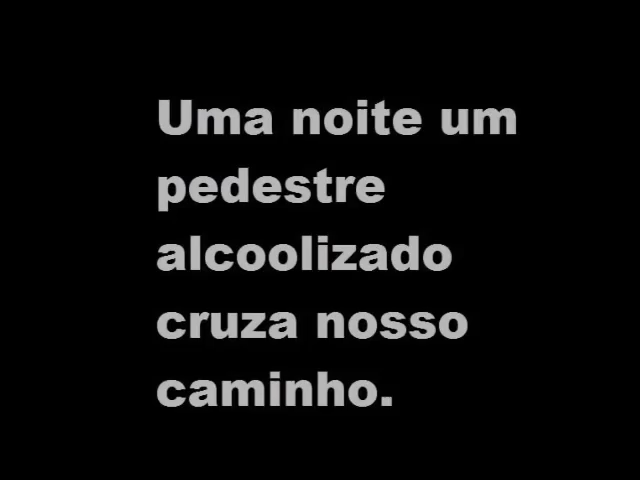 Uma noite um
pedestre
alcoolizado
cruza nosso
caminho.